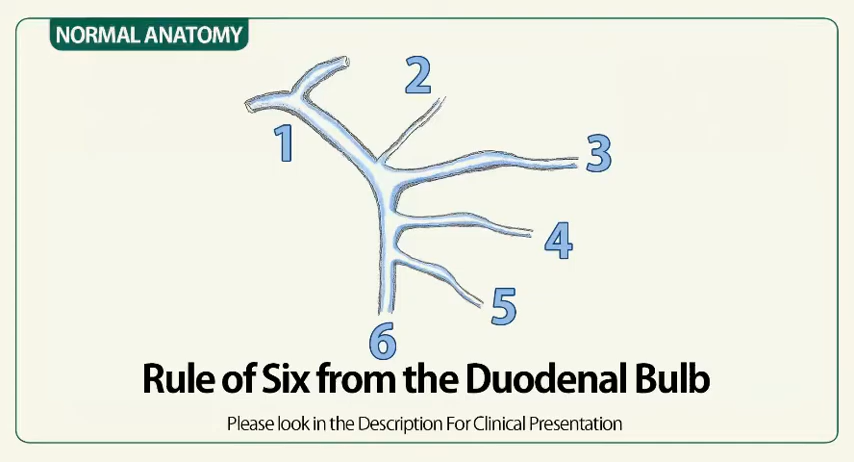 NORMAL ANATOMY
2
1
3
4
5
6
Rule of Six from the Duodenal Bulb
Please look in the Description For Clinical Presentation